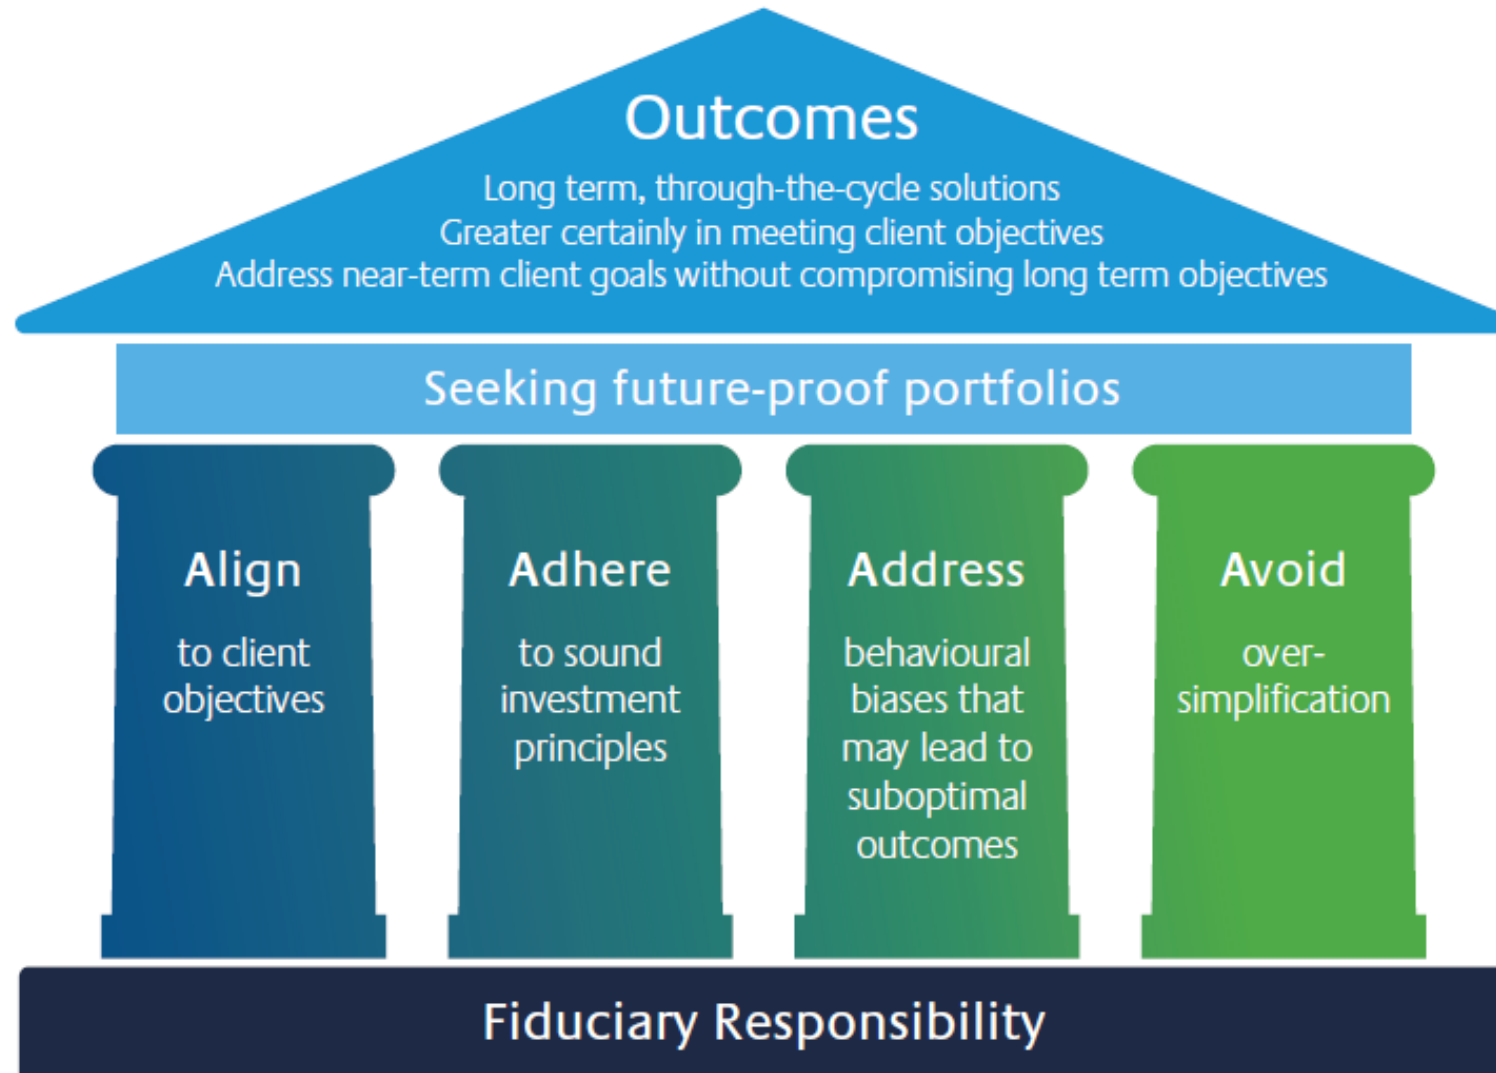 Outcomes
Long term, through-the-cycle solutions
Greater certainly in meeting client objectives
Address near-term client goals without compromising long term objectives
Seeking future-proof portfolios
Align
to client
objectives
Adhere
to sound
investment
principles
Address
behavioural
biases that
may lead to
suboptimal
outcomes
Avoid
over-
simplification
Fiduciary Responsibility